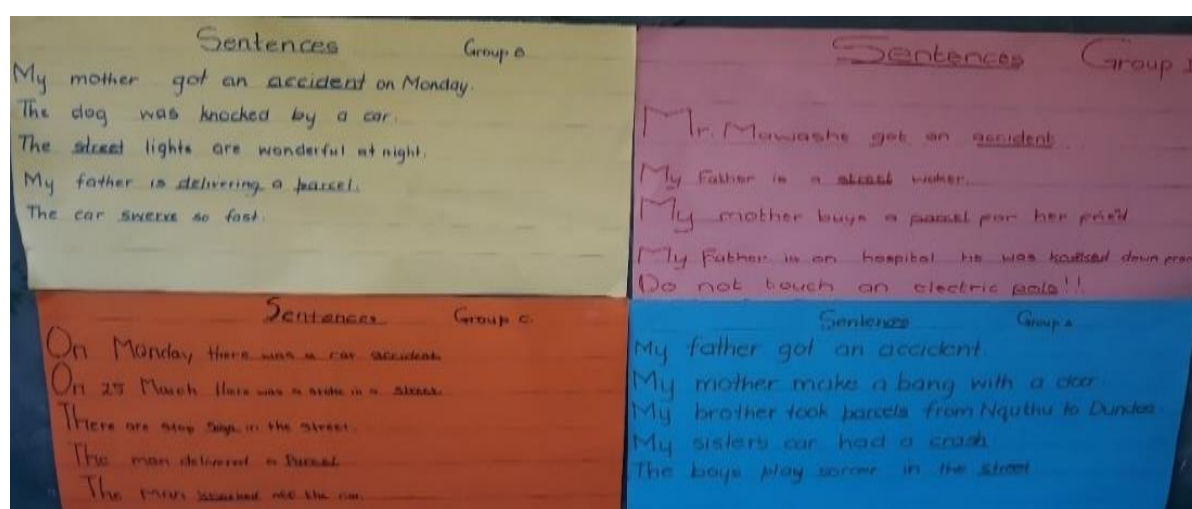 Sentences Group B
My mother got an accident on Monday.
The dog was knocked by a car.
The street lights are wonderful at night.
My father is delivering a parcel.
The car swerve so fast.
Sentences Group
Mr. Mawashe got an accident
My Father is a street waker.
My mother buys a parcel por her
My Father is an hospital he was down
Do not touch an electric pole!!
Sentences Group C.
On Monday there was a car accident.
On 25 March there was a in a street.
There are stop in the street.
The man delivered a Parcel
The man the car.
Sentences Group A
My father got an accident.
My mother make a bang with a door.
My brother took parcels from Nquthu to Dundee.
My sisters car had a crash
The boys play soccer in the street